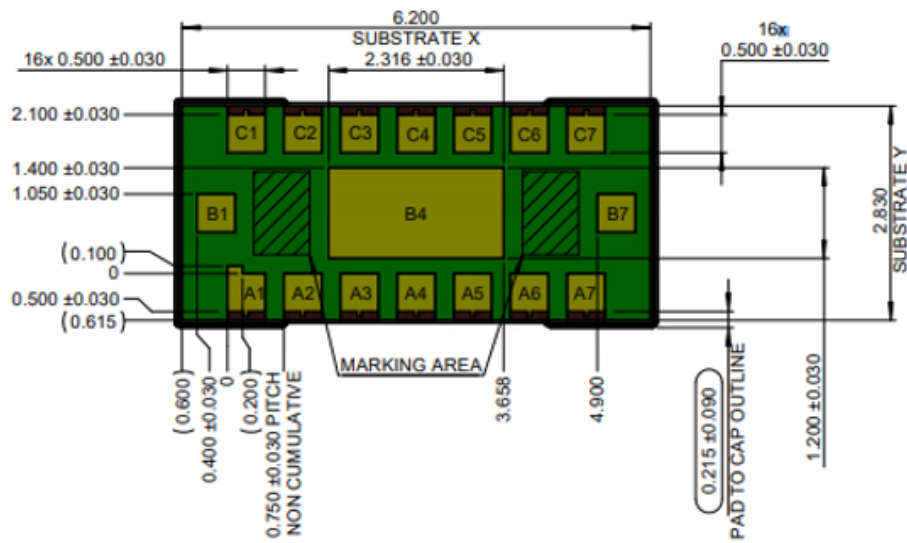 6.200
SUBSTRATE X
16x
0.500 ±0.030
16x 0.500 ±0.030
2.316 ±0.030
2.100 ±0.030
C1 C2 C3 C4 C5 C6 C7
1.400 ±0.030
1.050 ±0.030
B1 B4 B7
2.830
SUBSTRATE Y
(0.100)
0
0.500 ±0.030
(0.615)
A1 A2 A3 A4 A5 A6 A7
MARKING AREA
(0.600)
0.400 ±0.030
0
(0.200)
0.750 ±0.030 PITCH
NON CUMULATIVE
3.658
4.900
0.215 ±0.090
PAD TO CAP OUTLINE
1.200 ±0.030